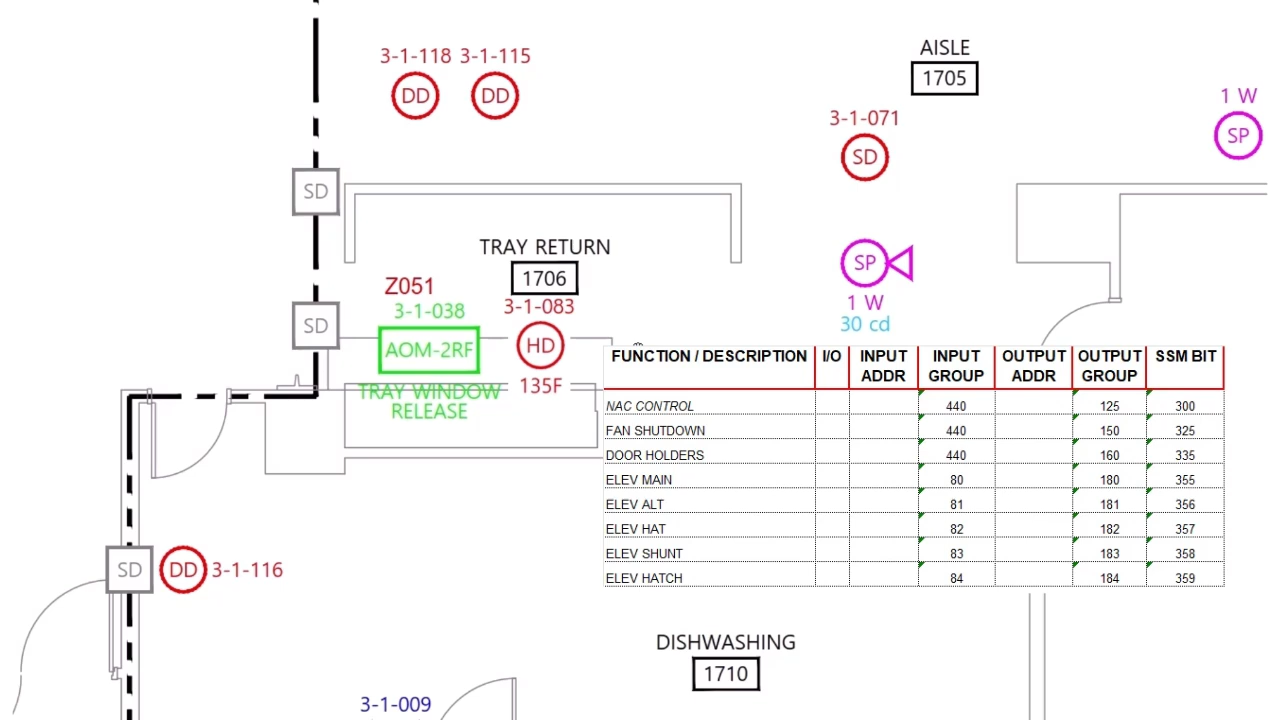 3-1-118 3-1-115
DD DD
AISLE
1705
1 W
SP
3-1-071
SD
SD
TRAY RETURN
1706
SP
1 W
30 cd
Z051
3-1-038
AOM-2RF
TRAY WINDOW
RELEASE
3-1-083
HD
135F
SD
FUNCTION / DESCRIPTION I/O INPUT ADDR INPUT GROUP OUTPUT ADDR OUTPUT GROUP SSM BIT
NAC CONTROL 440 125 300
FAN SHUTDOWN 440 150 325
DOOR HOLDERS 440 160 335
ELEV MAIN 80 180 355
ELEV ALT 81 181 356
ELEV HAT 82 182 357
ELEV SHUNT 83 183 358
ELEV HATCH 84 184 359
SD DD 3-1-116
DISHWASHING
1710
3-1-009